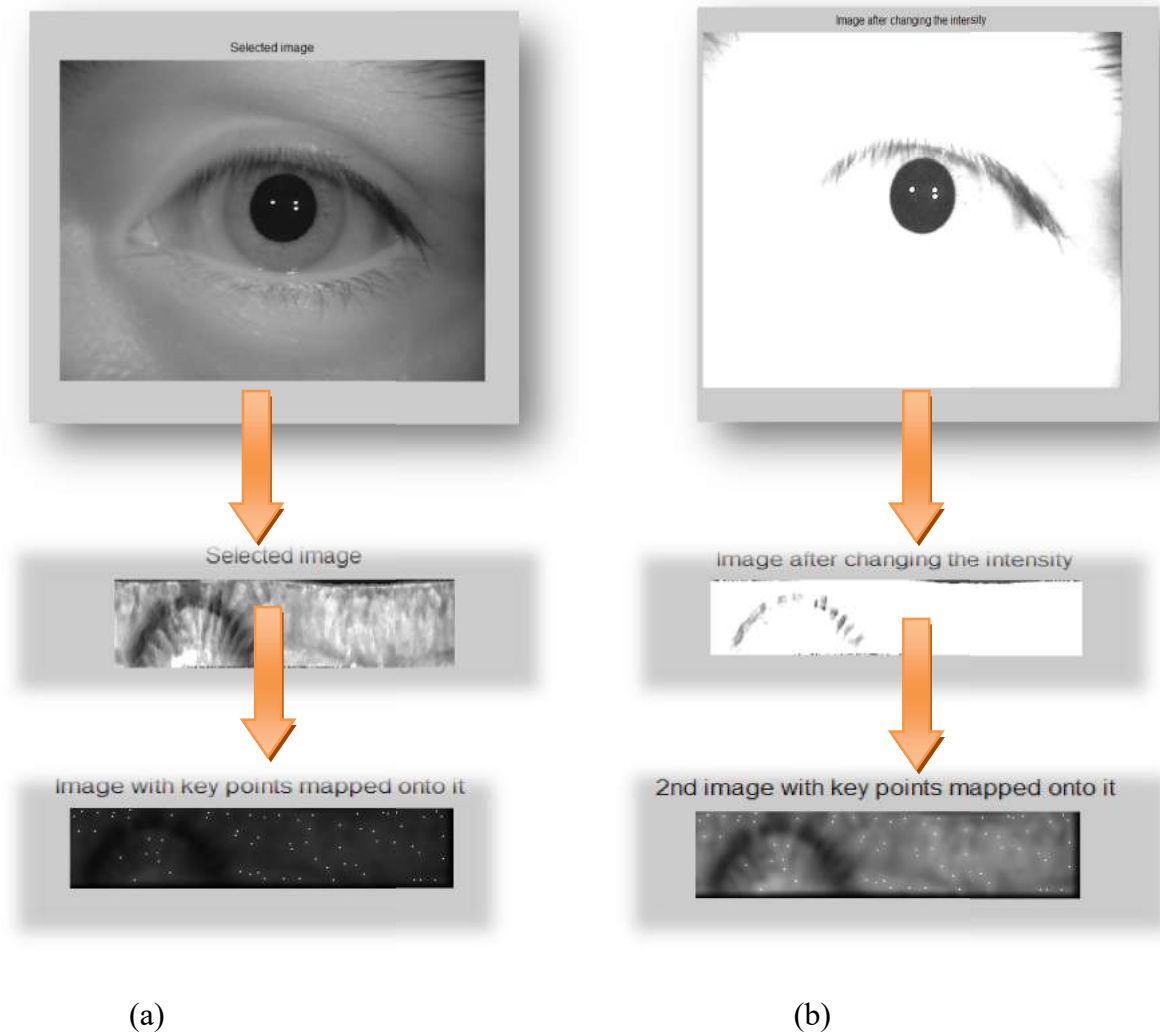 Selected image
Image after changing the intensity
Selected image
Image after changing the intensity
Image with key points mapped onto it
2nd image with key points mapped onto it
(a)
(b)